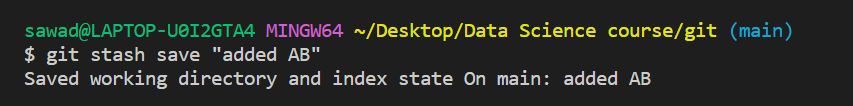 sawad@LAPTOP-U0I2GTA4 MINGW64 ~/Desktop/Data Science course/git (main)
$ git stash save "added AB"
Saved working directory and index state On main: added AB